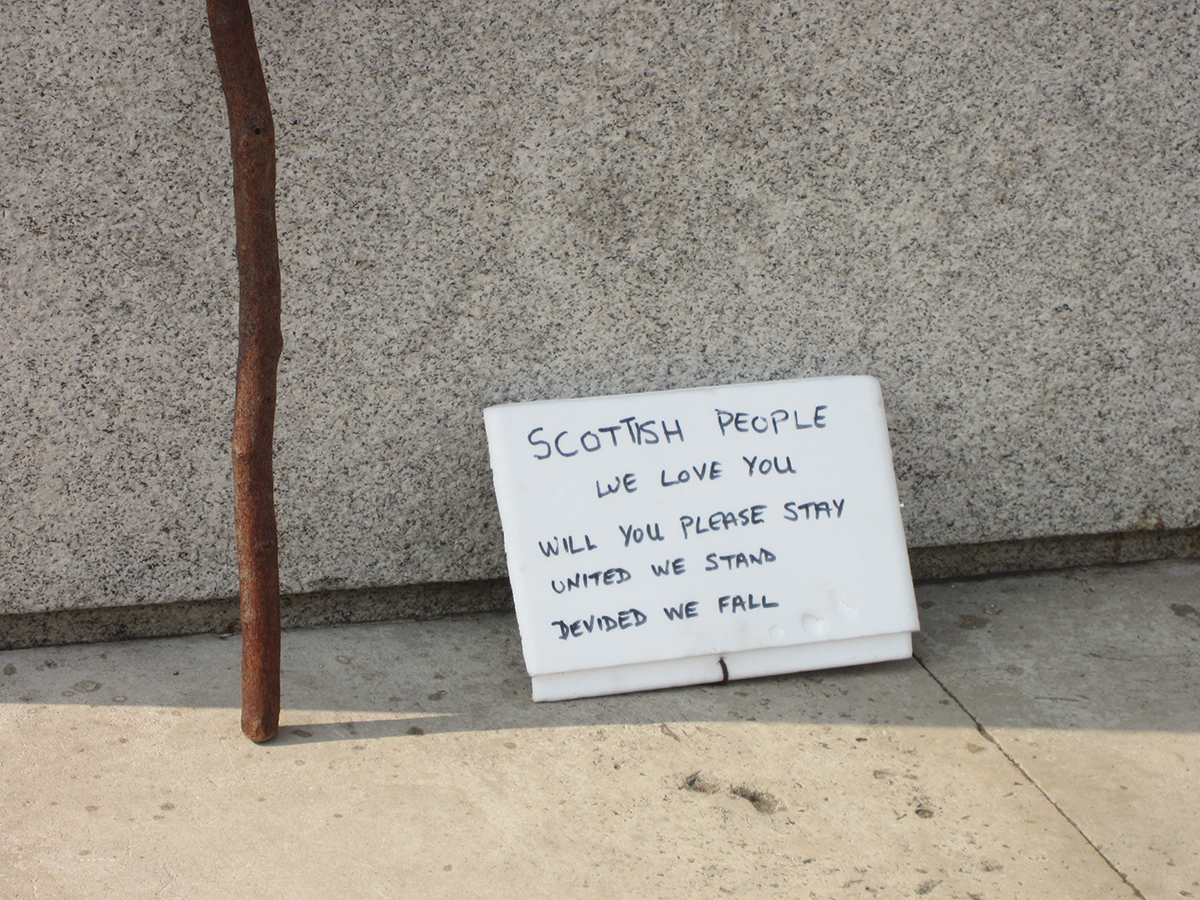 SCOTTISH PEOPLE
WE LOVE YOU
WILL YOU PLEASE STAY
UNITED WE STAND
DEVIDED WE FALL